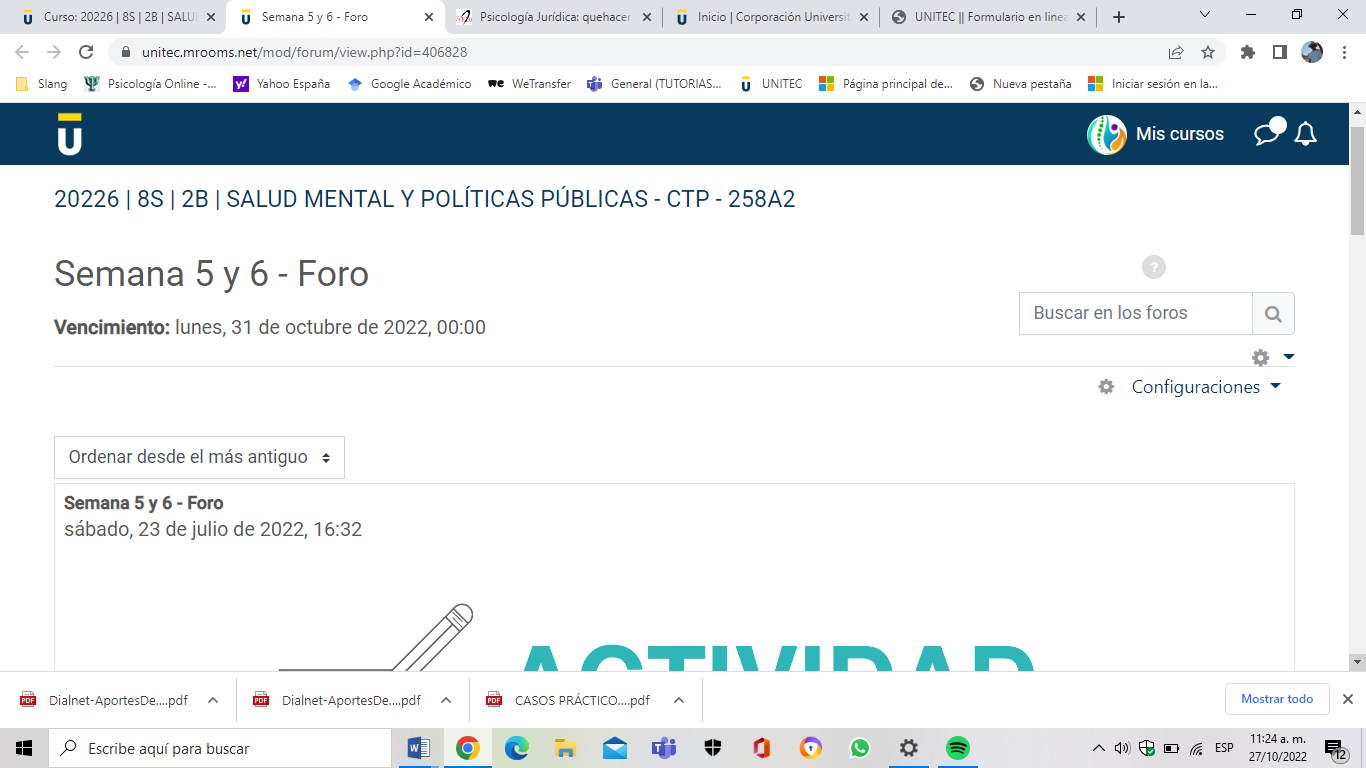 Curso: 20226 | 8S | 2B | SALU
Semana 5 y 6 - Foro
Psicología Jurídica: quehacer
Inicio | Corporación Universit
UNITEC || Formulario en linea
unitec.mrooms.net/mod/forum/view.php?id=406828
Slang
Psicología Online -...
Yahoo España
Google Académico
WeTransfer
General (TUTORIAS...
UNITEC
Página principal de...
Nueva pestaña
Iniciar sesión en la...
Mis cursos
20226 | 8S | 2B | SALUD MENTAL Y POLÍTICAS PÚBLICAS - CTP - 258A2
Semana 5 y 6 - Foro
Vencimiento: lunes, 31 de octubre de 2022, 00:00
Buscar en los foros
Configuraciones
Ordenar desde el más antiguo
Semana 5 y 6 - Foro
sábado, 23 de julio de 2022, 16:32
ACTIVIDAD
Dialnet-AportesDe....pdf
Dialnet-AportesDe....pdf
CASOS PRÁCTICO....pdf
Mostrar todo
Escribe aquí para buscar
ESP
11:24 a. m.
27/10/2022
12